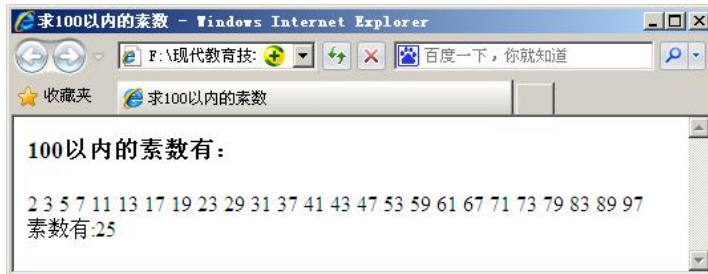 求100以内的素数 - Windows Internet Explorer
F:\现代教育技: 百度一下，你就知道
收藏夹 求100以内的素数
100以内的素数有：
2 3 5 7 11 13 17 19 23 29 31 37 41 43 47 53 59 61 67 71 73 79 83 89 97
素数有:25